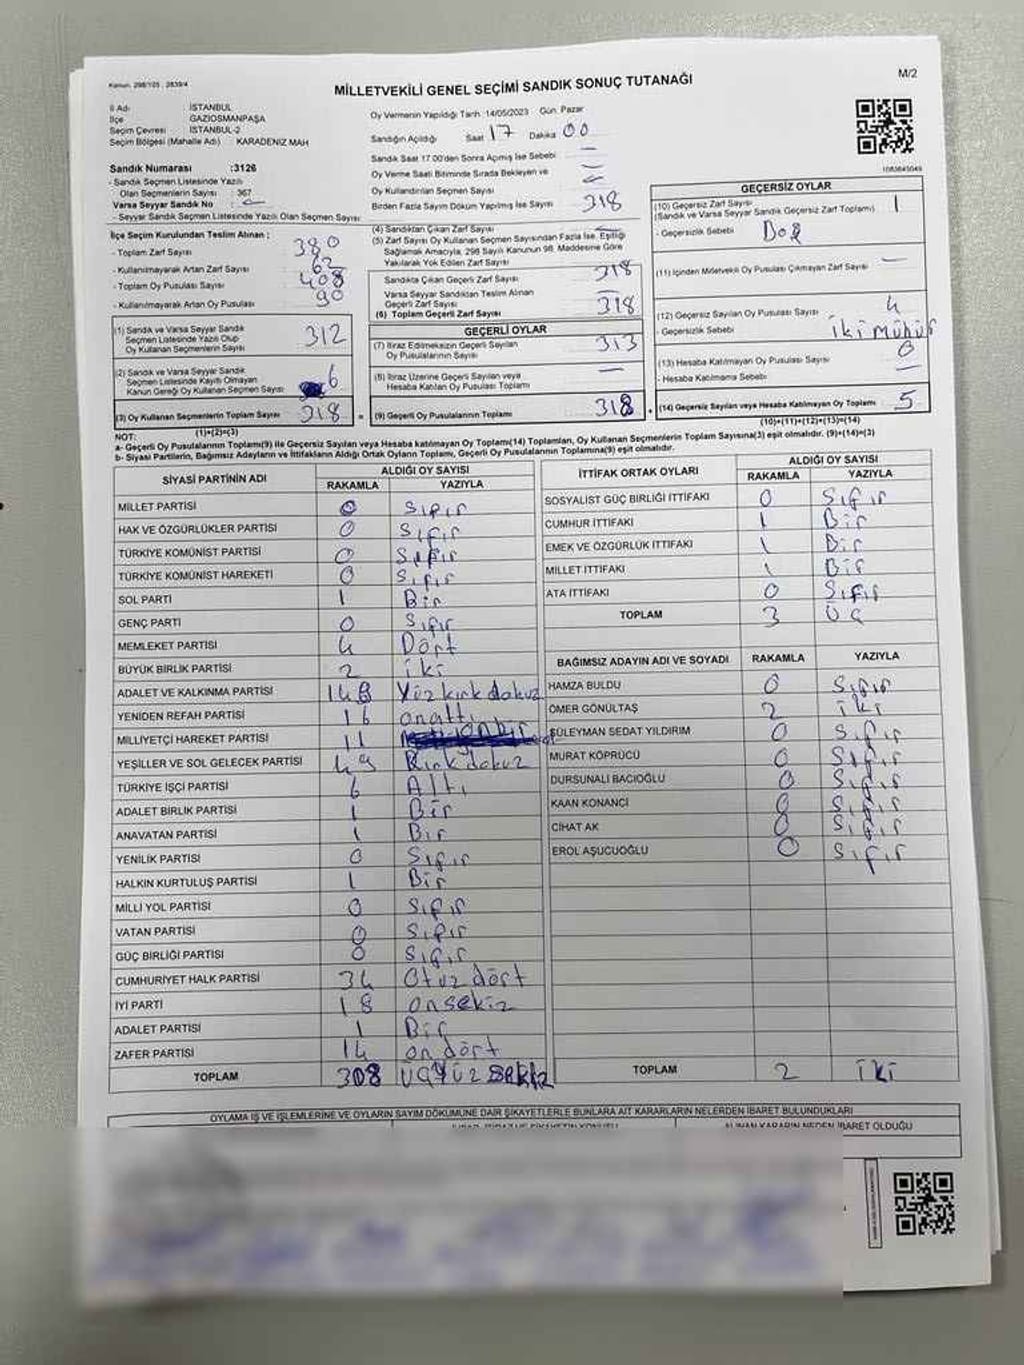 Kanun: 298/105 : 2839/4
MİLLETVEKİLİ GENEL SEÇİMİ SANDIK SONUÇ TUTANAĞI
M/2
İl Adı : İSTANBUL
İlçe GAZİOSMANPAŞA
Seçim Çevresi İSTANBUL-2
Seçim Bölgesi (Mahalle Adı) : KARADENİZ MAH
Sandık Numarası :3126
- Sandık Seçmen Listesinde Yazılı
Olan Seçmenlerin Sayısı : 367
Varsa Seyyar Sandık No :
- Seyyar Sandık Seçmen Listesinde Yazılı Olan Seçmen Sayısı:
İlçe Seçim Kurulundan Teslim Alınan :
- Toplam Zarf Sayısı 380
- Kullanılmayarak Artan Zarf Sayısı 62
- Toplam Oy Pusulası Sayısı 408
- Kullanılmayarak Artan Oy Pusulası 90
(1) Sandık ve Varsa Seyyar Sandık
Seçmen Listesinde Yazılı Olup
Oy Kullanan Seçmenlerin Sayısı 312
(2) Sandık ve Varsa Seyyar Sandık
Seçmen Listesinde Kayıtlı Olmayan
Kanun Gereği Oy Kullanan Seçmen Sayısı 6
(3) Oy Kullanan Seçmenlerin Toplam Sayısı 318
(1)+(2)=(3)
Oy Vermenin Yapıldığı Tarih :14/05/2023 Gün: Pazar
Sandığın Açıldığı Saat 17 Dakika 00
Sandık Saat 17.00'den Sonra Açılmış İse Sebebi —
Oy Verme Saati Bitiminde Sırada Bekleyen ve
Oy Kullandırılan Seçmen Sayısı
Birden Fazla Sayım Döküm Yapılmış İse Sayısı 318
(4) Sandıktan Çıkan Zarf Sayısı
(5) Zarf Sayısı Oy Kullanan Seçmen Sayısından Fazla İse, Eşitliği
Sağlamak Amacıyla, 298 Sayılı Kanunun 98. Maddesine Göre
Yakılarak Yok Edilen Zarf Sayısı
Sandıkta Çıkan Geçerli Zarf Sayısı 318
Varsa Seyyar Sandıktan Teslim Alınan
Geçerli Zarf Sayısı —
(6) Toplam Geçerli Zarf Sayısı 318
GEÇERLİ OYLAR
(7) İtiraz Edilmeksizin Geçerli Sayılan
Oy Pusulalarının Sayısı 313
(8) İtiraz Üzerine Geçerli Sayılan veya
Hesaba Katılan Oy Pusulaları Toplamı —
(9) Geçerli Oy Pusulalarının Toplamı 318
1083845049
GEÇERSİZ OYLAR
(10) Geçersiz Zarf Sayısı 1
(Sandık ve Varsa Seyyar Sandık Geçersiz Zarf Toplamı)
- Geçersizlik Sebebi Boş
(11) İçinden Milletvekili Oy Pusulası Çıkmayan Zarf Sayısı —
(12) Geçersiz Sayılan Oy Pusulası Sayısı 4
- Geçersizlik Sebebi iki mühür
(13) Hesaba Katılmayan Oy Pusulası Sayısı 0
- Hesaba Katılmama Sebebi —
(14) Geçersiz Sayılan veya Hesaba Katılmayan Oy Toplamı 5
(10)+(11)+(12)+(13)=(14)
NOT:
a- Geçerli Oy Pusulalarının Toplamı(9) ile Geçersiz Sayılan veya Hesaba katılmayan Oy Toplamı(14) Toplamları, Oy Kullanan Seçmenlerin Toplam Sayısına(3) eşit olmalıdır. (9)+(14)=(3)
b- Siyasi Partilerin, Bağımsız Adayların ve İttifakların Aldığı Ortak Oyların Toplamı, Geçerli Oy Pusulalarının Toplamına(9) eşit olmalıdır.
SİYASİ PARTİNİN ADI ALDIĞI OY SAYISI
RAKAMLA YAZIYLA
MİLLET PARTİSİ 0 Sıfır
HAK VE ÖZGÜRLÜKLER PARTİSİ 0 Sıfır
TÜRKİYE KOMÜNİST PARTİSİ 0 Sıfır
TÜRKİYE KOMÜNİST HAREKETİ 0 Sıfır
SOL PARTİ 1 Bir
GENÇ PARTİ 0 Sıfır
MEMLEKET PARTİSİ 4 Dört
BÜYÜK BİRLİK PARTİSİ 2 iki
ADALET VE KALKINMA PARTİSİ Yüz kırk dokuz
YENİDEN REFAH PARTİSİ 16 onaltı
MİLLİYETÇİ HAREKET PARTİSİ 11 onbir
YEŞİLLER VE SOL GELECEK PARTİSİ 49 Kırk dokuz
TÜRKİYE İŞÇİ PARTİSİ 6 Altı
ADALET BİRLİK PARTİSİ 1 Bir
ANAVATAN PARTİSİ 1 Bir
YENİLİK PARTİSİ 0 Sıfır
HALKIN KURTULUŞ PARTİSİ 1 Bir
MİLLİ YOL PARTİSİ 0 Sıfır
VATAN PARTİSİ 0 Sıfır
GÜÇ BİRLİĞİ PARTİSİ 0 Sıfır
CUMHURİYET HALK PARTİSİ 34 Otuz dört
İYİ PARTİ 18 onsekiz
ADALET PARTİSİ 1 Bir
ZAFER PARTİSİ 14 on dört
TOPLAM 308 üçyüz sekiz
İTTİFAK ORTAK OYLARI ALDIĞI OY SAYISI
RAKAMLA YAZIYLA
SOSYALİST GÜÇ BİRLİĞİ İTTİFAKI 0 Sıfır
CUMHUR İTTİFAKI 1 Bir
EMEK VE ÖZGÜRLÜK İTTİFAKI 1 Bir
MİLLET İTTİFAKI 1 Bir
ATA İTTİFAKI 0 Sıfır
TOPLAM 3 Üç
BAĞIMSIZ ADAYIN ADI VE SOYADI RAKAMLA YAZIYLA
HAMZA BULDU 0 Sıfır
ÖMER GÖNÜLTAŞ 2 iki
SÜLEYMAN SEDAT YILDIRIM 0 Sıfır
MURAT KÖPRÜCÜ 0 Sıfır
DURSUNALİ BACIOĞLU 0 Sıfır
KAAN KONANCI 0 Sıfır
CİHAT AK 0 Sıfır
EROL AŞUCUOĞLU 0 Sıfır
TOPLAM 2 iki
OYLAMA İŞ VE İŞLEMLERİNE VE OYLARIN SAYIM DÖKÜMÜNE DAİR ŞİKAYETLERLE BUNLARA AİT KARARLARIN NELERDEN İBARET BULUNDUKLARI
ALINAN KARARIN NEDEN İBARET OLDUĞU